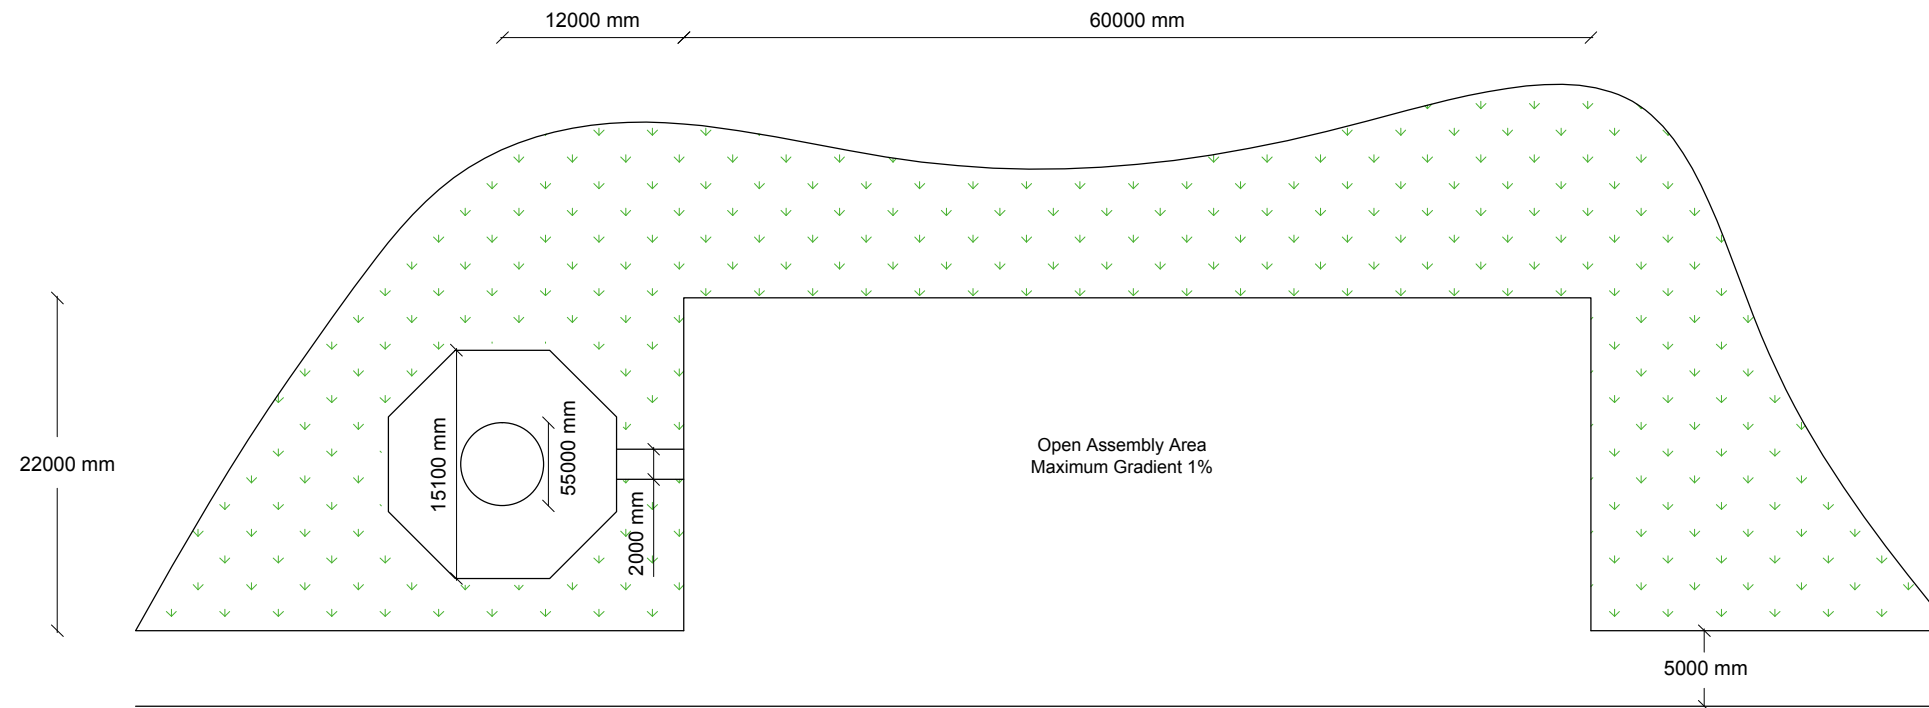 12000 mm
60000 mm
22000 mm
15100 mm
55000 mm
2000 mm
Open Assembly Area
Maximum Gradient 1%
5000 mm